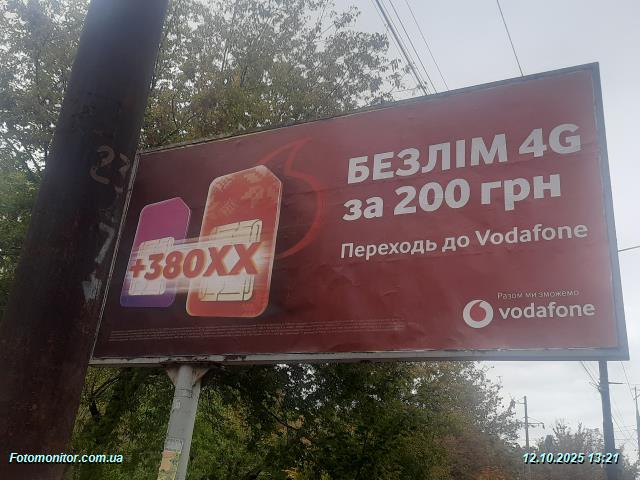 БЕЗЛІМ 4G
за 200 грн
Переходь до Vodafone
+380XX
Разом ми зможемо
vodafone
Fotomonitor.com.ua
12.10.2025 13:21